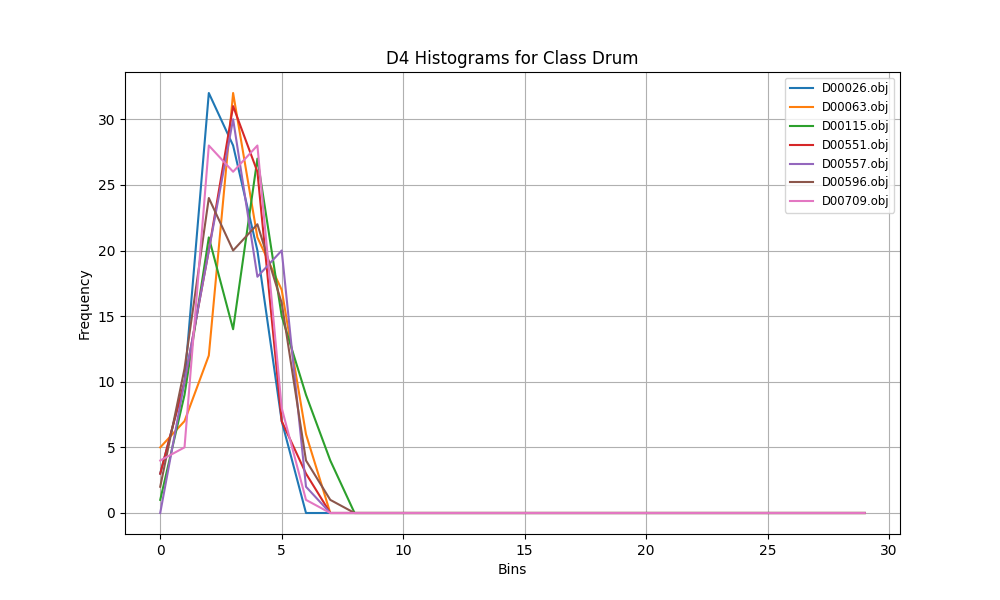 D4 Histograms for Class Drum
D00026.obj
D00063.obj
D00115.obj
D00551.obj
D00557.obj
D00596.obj
D00709.obj
Frequency
30
25
20
15
10
5
0
0 5 10 15 20 25 30
Bins